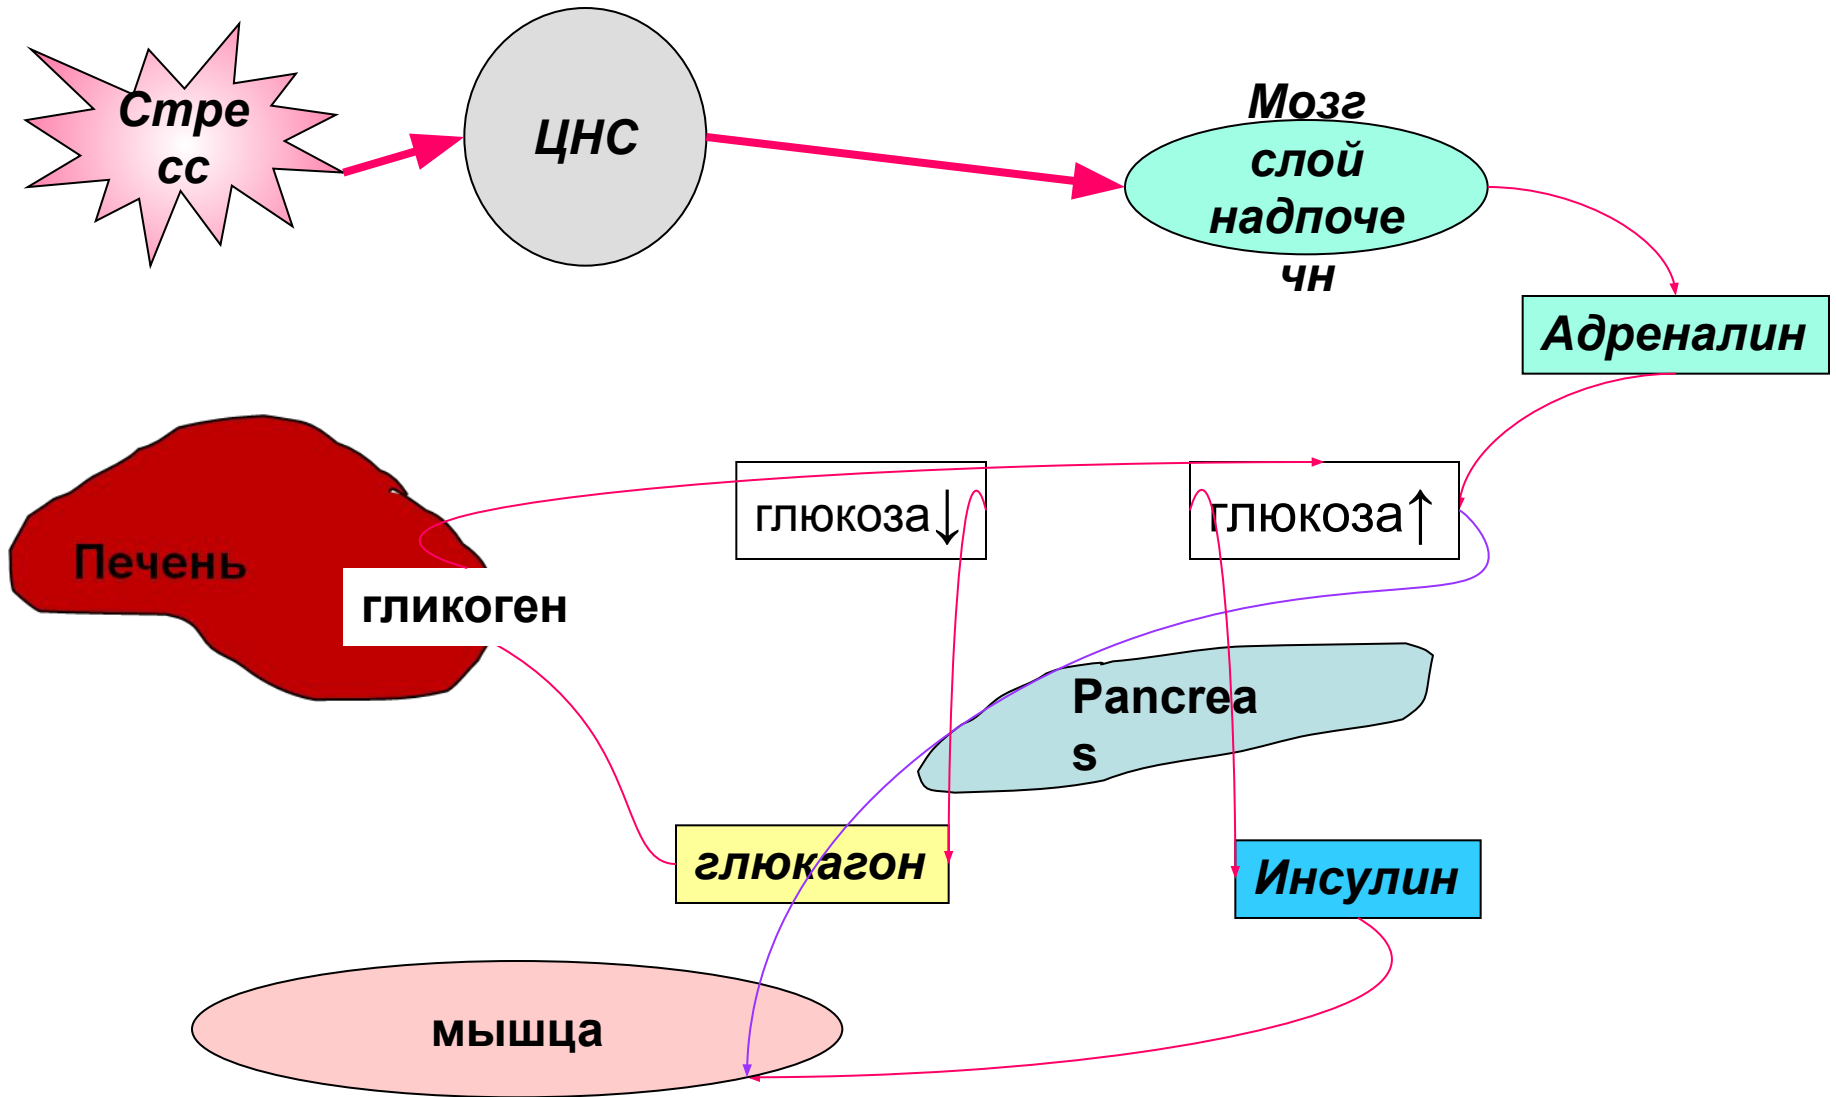 Стре
сс
ЦНС
Мозг
слой
надпоче
чн
Адреналин
глюкоза↓
глюкоза↑
Печень
гликоген
Pancrea
s
глюкагон
Инсулин
мышца